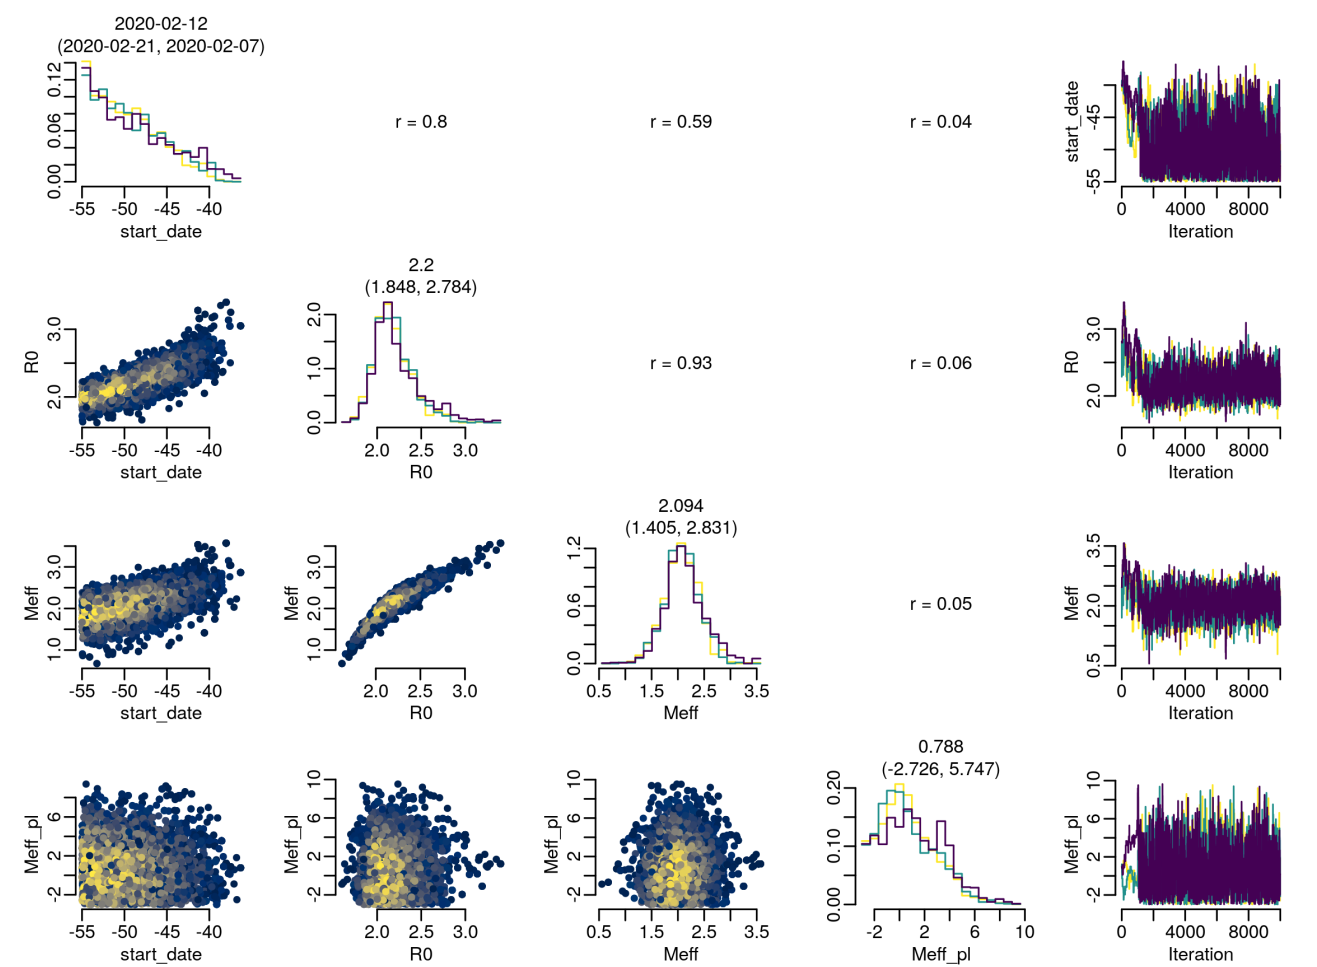 2020-02-12
(2020-02-21, 2020-02-07)
0.00 0.06 0.12
-55 -50 -45 -40
start_date
r = 0.8
r = 0.59
r = 0.04
start_date
-55 -45
0 4000 8000
Iteration
R0
2.0 3.0
-55 -50 -45 -40
start_date
2.2
(1.848, 2.784)
0.0 1.0 2.0
2.0 2.5 3.0
R0
r = 0.93
r = 0.06
R0
2.0 3.0
0 4000 8000
Iteration
Meff
1.0 2.0 3.0
-55 -50 -45 -40
start_date
Meff
1.0 2.0 3.0
2.0 2.5 3.0
R0
2.094
(1.405, 2.831)
0.0 0.6 1.2
0.5 1.5 2.5 3.5
Meff
r = 0.05
Meff
0.5 2.0 3.5
0 4000 8000
Iteration
Meff_pl
-2 2 6
-55 -50 -45 -40
start_date
Meff_pl
-2 2 6 10
2.0 2.5 3.0
R0
Meff_pl
-2 2 6 10
0.5 1.5 2.5 3.5
Meff
0.788
(-2.726, 5.747)
0.00 0.10 0.20
-2 2 6 10
Meff_pl
Meff_pl
-2 2 6 10
0 4000 8000
Iteration